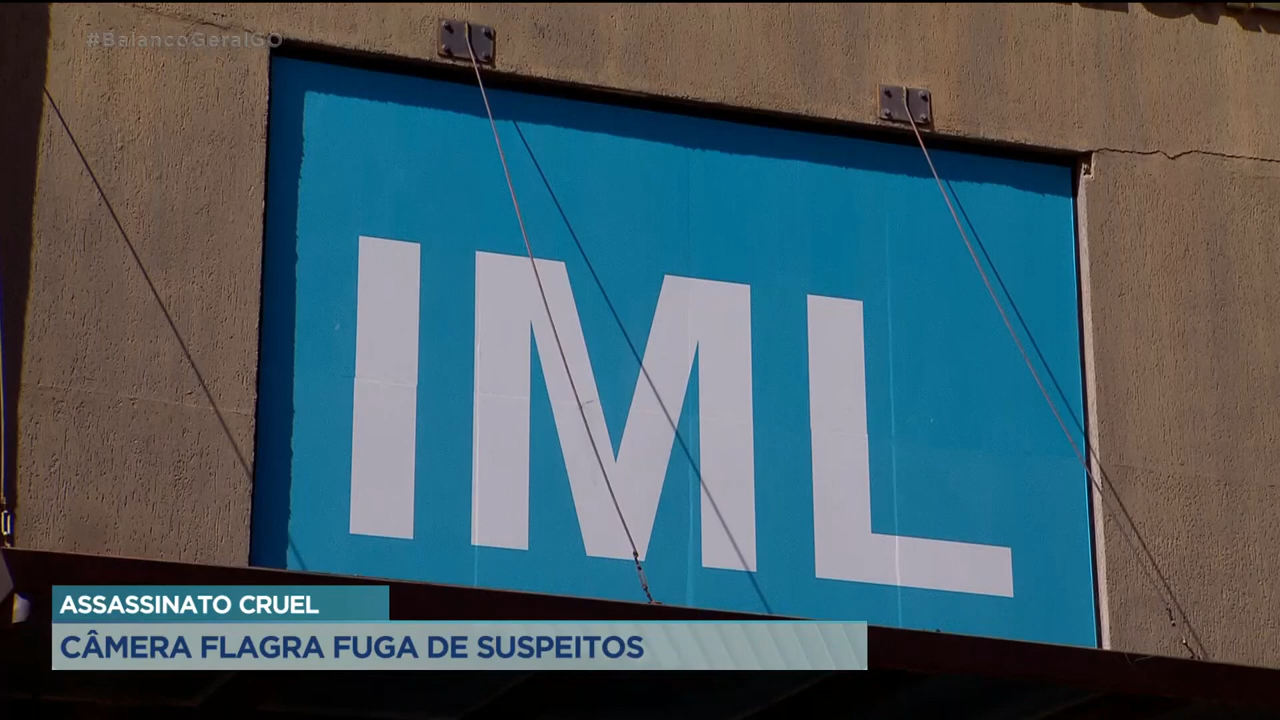 #BalancoGeralGO
IML
ASSASSINATO CRUEL
CÂMERA FLAGRA FUGA DE SUSPEITOS